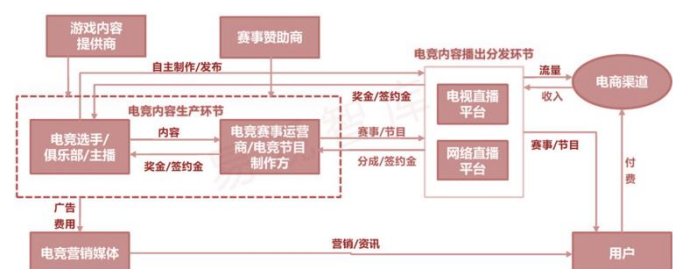 游戏内容
提供商
赛事赞助商
电竞内容播出分发环节
自主制作/发布
流量
电商渠道
奖金/签约金
电视直播
平台
收入
电竞内容生产环节
电竞选手/
俱乐部/主播
内容
电竞赛事运营
商/电竞节目
制作方
赛事/节目
奖金/签约金
分成/签约金
网络直播
平台
赛事/节目
付
费
广告
费用
营销/资讯
电竞营销媒体
用户